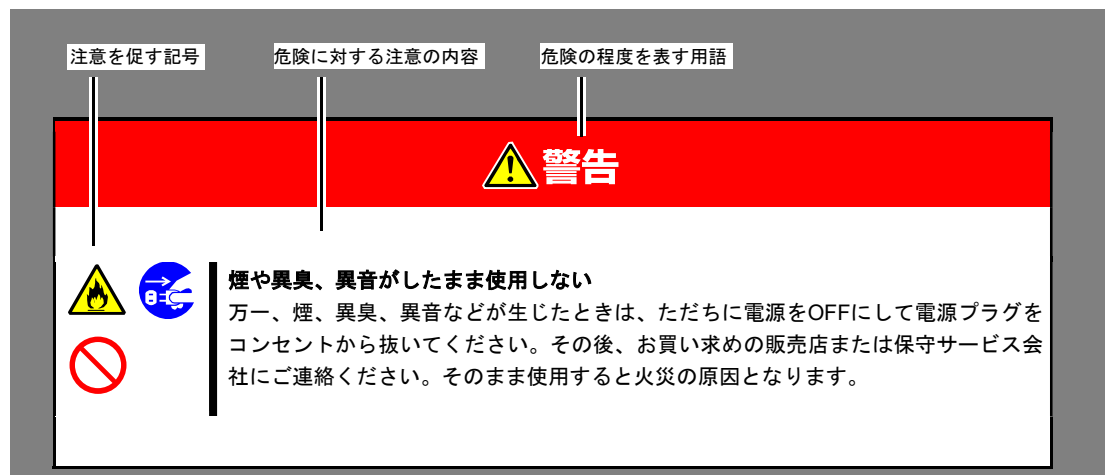 注意を促す記号
危険に対する注意の内容
危険の程度を表す用語
警告
煙や異臭、異音がしたまま使用しない
万一、煙、異臭、異音などが生じたときは、ただちに電源をOFFにして電源プラグを
コンセントから抜いてください。その後、お買い求めの販売店または保守サービス会
社にご連絡ください。そのまま使用すると火災の原因となります。